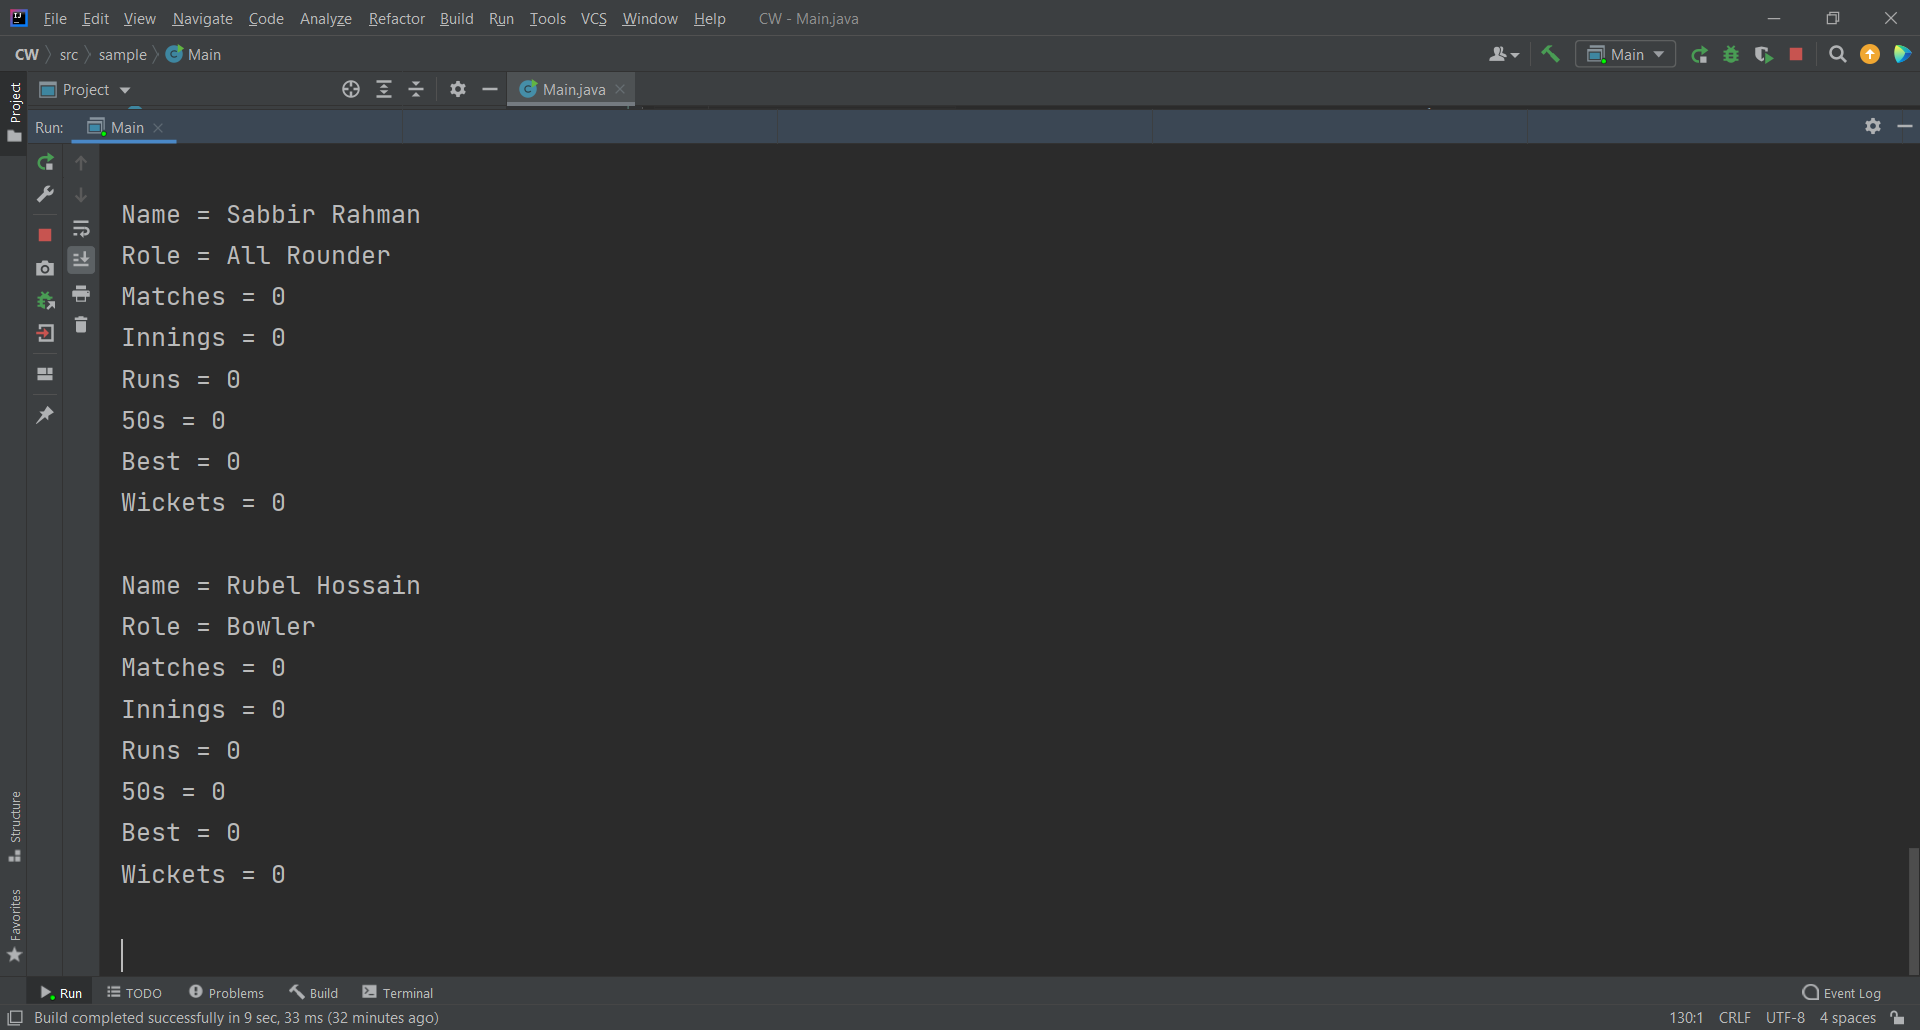 File Edit View Navigate Code Analyze Refactor Build Run Tools VCS Window Help CW - Main.java
CW src sample Main Main
Project Main.java
Project
Run: Main
Name = Sabbir Rahman
Role = All Rounder
Matches = 0
Innings = 0
Runs = 0
50s = 0
Best = 0
Wickets = 0
Name = Rubel Hossain
Role = Bowler
Matches = 0
Innings = 0
Runs = 0
50s = 0
Best = 0
Wickets = 0
Structure
Favorites
Run TODO Problems Build Terminal Event Log
Build completed successfully in 9 sec, 33 ms (32 minutes ago) 130:1 CRLF UTF-8 4 spaces